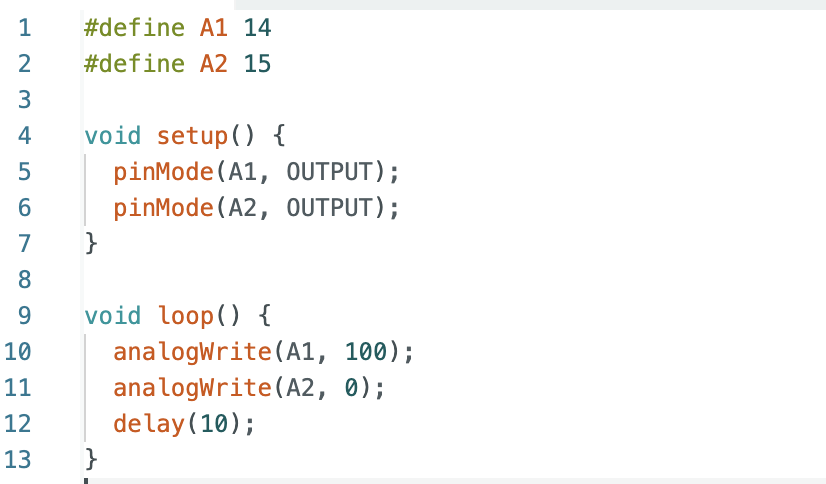 1 #define A1 14
2 #define A2 15
3
4 void setup() {
5   pinMode(A1, OUTPUT);
6   pinMode(A2, OUTPUT);
7 }
8
9 void loop() {
10   analogWrite(A1, 100);
11   analogWrite(A2, 0);
12   delay(10);
13 }